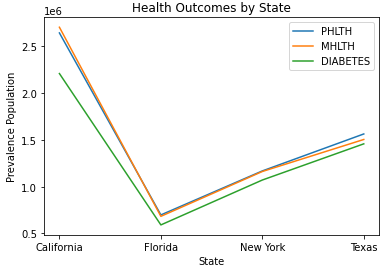 Health Outcomes by State
1e6
PHLTH
MHLTH
DIABETES
2.5
2.0
1.5
1.0
0.5
Prevalence Population
California Florida New York Texas
State